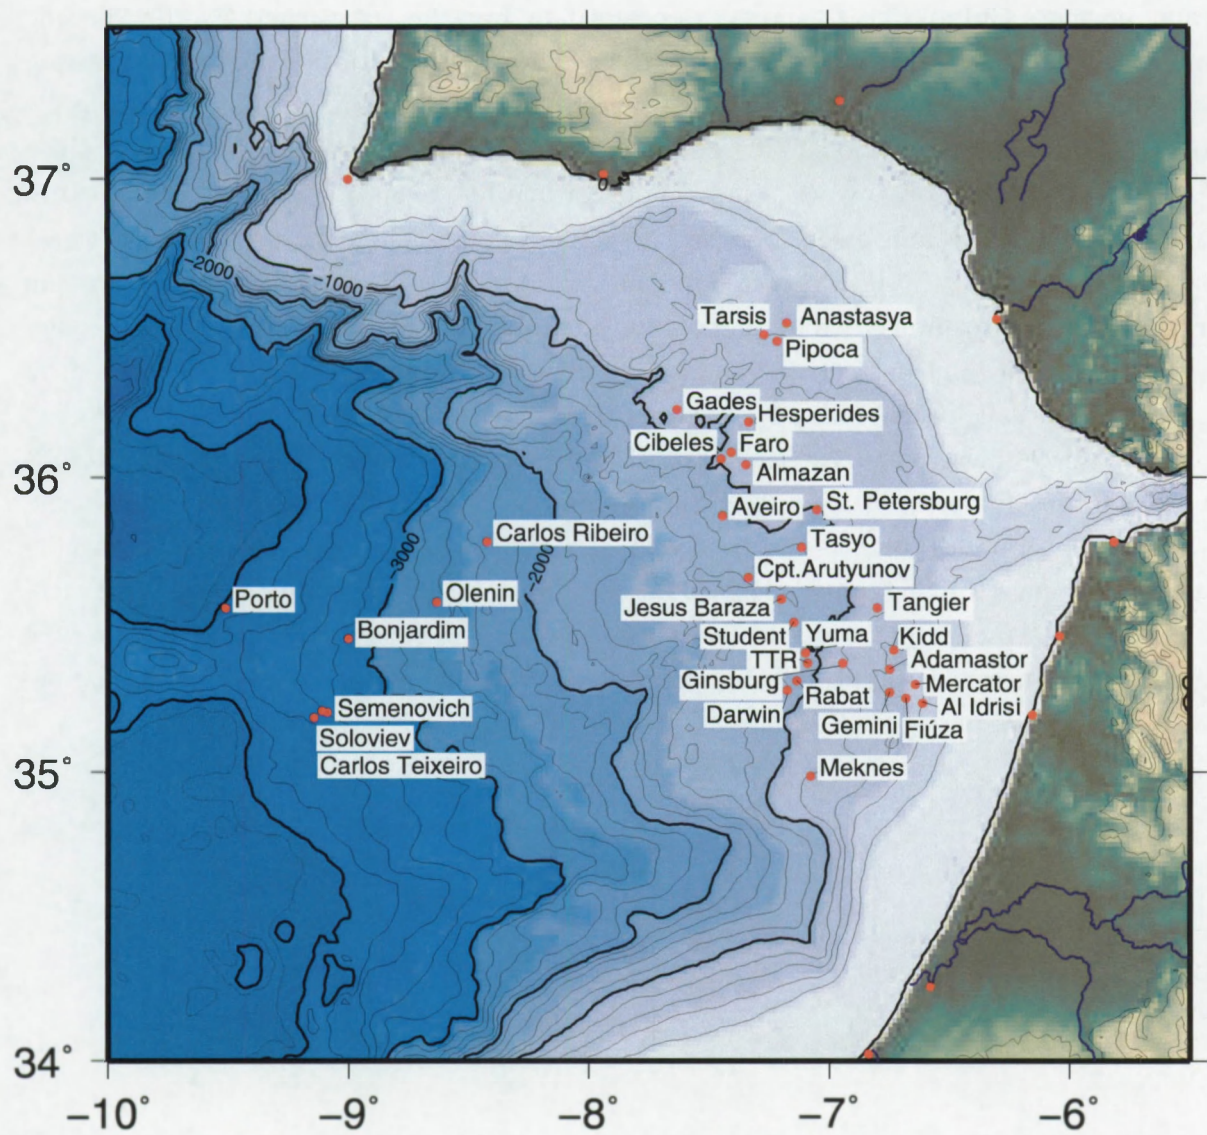 37°
0
-2000
-1000
Tarsis
Anastasya
Pipoca
Gades
Hesperides
Cibeles
Faro
36°
Almazan
Aveiro
St. Petersburg
Carlos Ribeiro
Tasyo
-3000
-2000
Cpt.Arutyunov
Porto
Olenin
Jesus Baraza
Tangier
Bonjardim
Student
Yuma
Kidd
TTR
Adamastor
Ginsburg
Mercator
Rabat
Semenovich
Darwin
Al Idrisi
Gemini
Fiúza
Soloviev
35°
Carlos Teixeiro
Meknes
34°
-10°
-9°
-8°
-7°
-6°